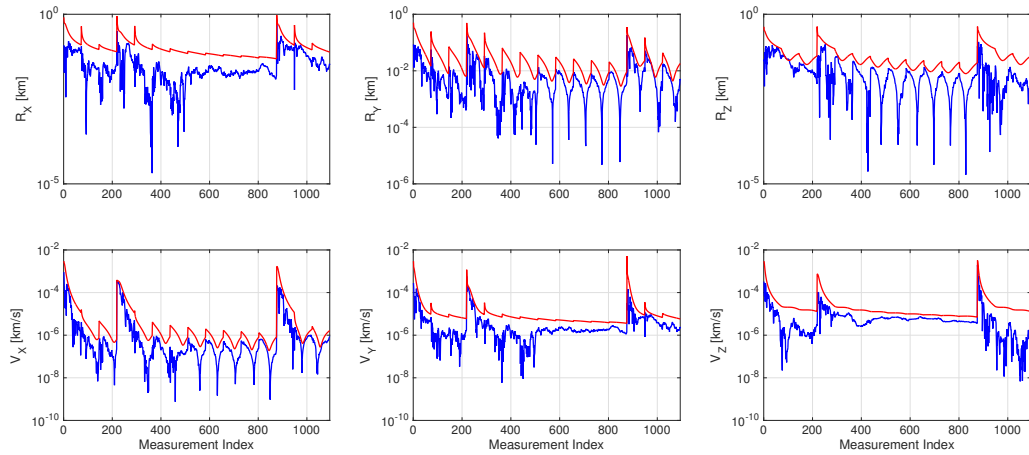 10^0
10^-5
R_X [km]
0 200 400 600 800 1000
10^0
10^-2
10^-4
10^-6
R_Y [km]
0 200 400 600 800 1000
10^0
10^-5
R_Z [km]
0 200 400 600 800 1000
10^-2
10^-4
10^-6
10^-8
10^-10
V_X [km/s]
0 200 400 600 800 1000
Measurement Index
10^-2
10^-4
10^-6
10^-8
10^-10
V_Y [km/s]
0 200 400 600 800 1000
Measurement Index
10^-2
10^-4
10^-6
10^-8
10^-10
V_Z [km/s]
0 200 400 600 800 1000
Measurement Index